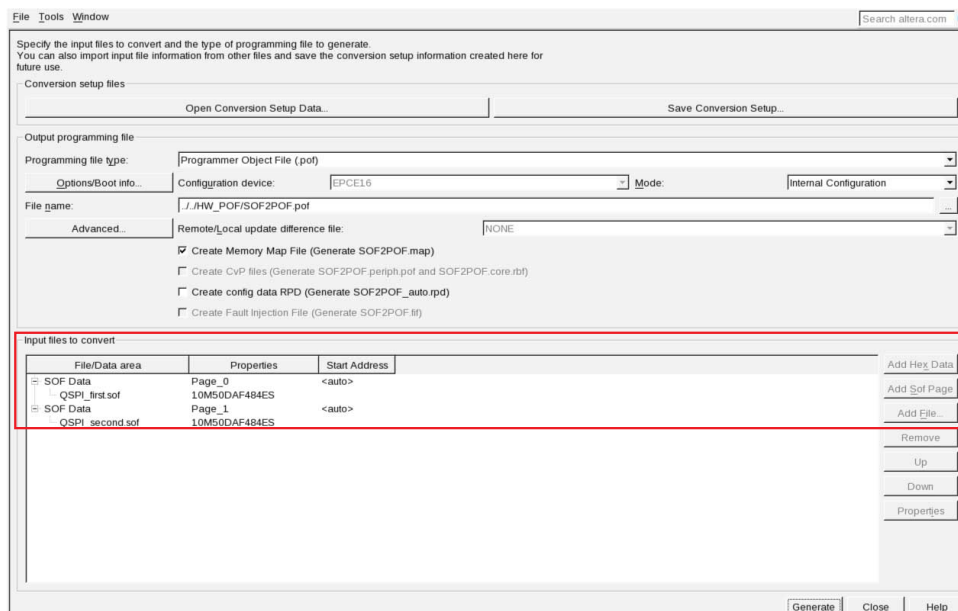 File Tools Window
Search altera.com
Specify the input files to convert and the type of programming file to generate.
You can also import input file information from other files and save the conversion setup information created here for
future use.
Conversion setup files
Open Conversion Setup Data... Save Conversion Setup...
Output programming file
Programming file type: Programmer Object File (.pof)
Options/Boot info... Configuration device: EPCE16 Mode: Internal Configuration
File name: ../../HW_POF/SOF2POF.pof ...
Advanced... Remote/Local update difference file: NONE
Create Memory Map File (Generate SOF2POF.map)
Create CvP files (Generate SOF2POF.periph.pof and SOF2POF.core.rbf)
Create config data RPD (Generate SOF2POF_auto.rpd)
Create Fault Injection File (Generate SOF2POF.fif)
Input files to convert
File/Data area Properties Start Address
Add Hex Data
SOF Data Page_0 <auto>
QSPI_first.sof 10M50DAF484ES
Add Sof Page
SOF Data Page_1 <auto>
Add File...
QSPI_second.sof 10M50DAF484ES
Remove
Up
Down
Properties
Generate Close Help